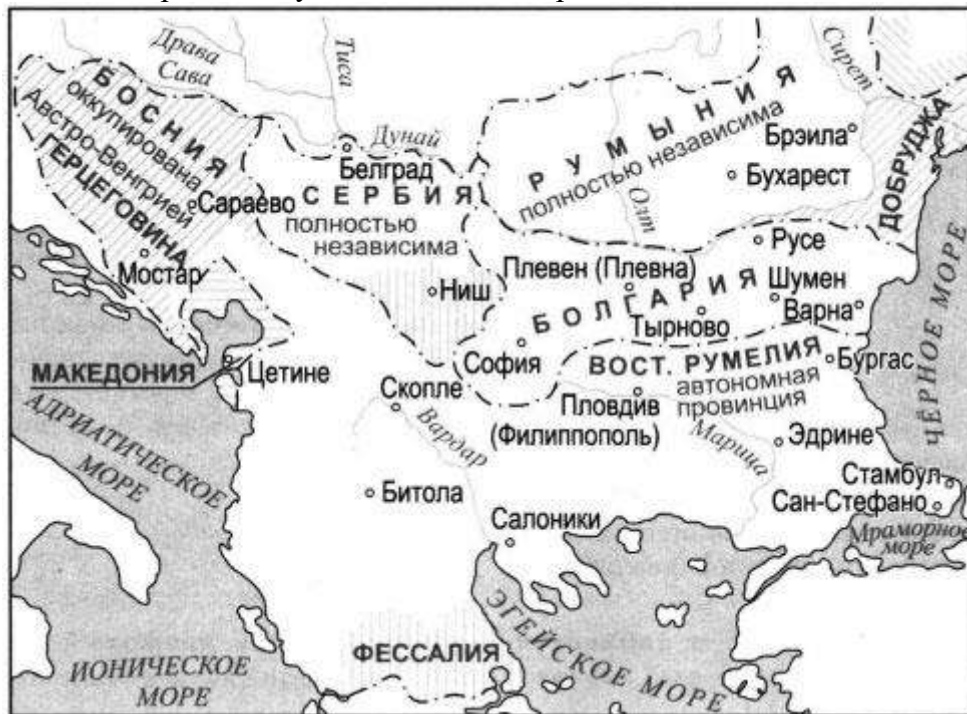 Драва
Сава
Тиса
Сирет
БОСНИЯ
оккупирована
Австро-Венгрией
ГЕРЦЕГОВИНА
Сараево
Мостар
Дунай
Белград
СЕРБИЯ
полностью
независима
Ниш
РУМЫНИЯ
полностью независима
Брэила
Бухарест
Олт
ДОБРУДЖА
Русе
Плевен (Плевна)
Шумен
БОЛГАРИЯ
Тырново
Варна
София
ВОСТ. РУМЕЛИЯ
автономная
провинция
Бургас
ЧЁРНОЕ МОРЕ
МАКЕДОНИЯ
Цетине
Скопле
Вардар
Пловдив
(Филиппополь)
Марица
Эдрине
АДРИАТИЧЕСКОЕ
МОРЕ
Битола
Стамбул
Сан-Стефано
Салоники
Мраморное
море
ЭГЕЙСКОЕ МОРЕ
ФЕССАЛИЯ
ИОНИЧЕСКОЕ
МОРЕ